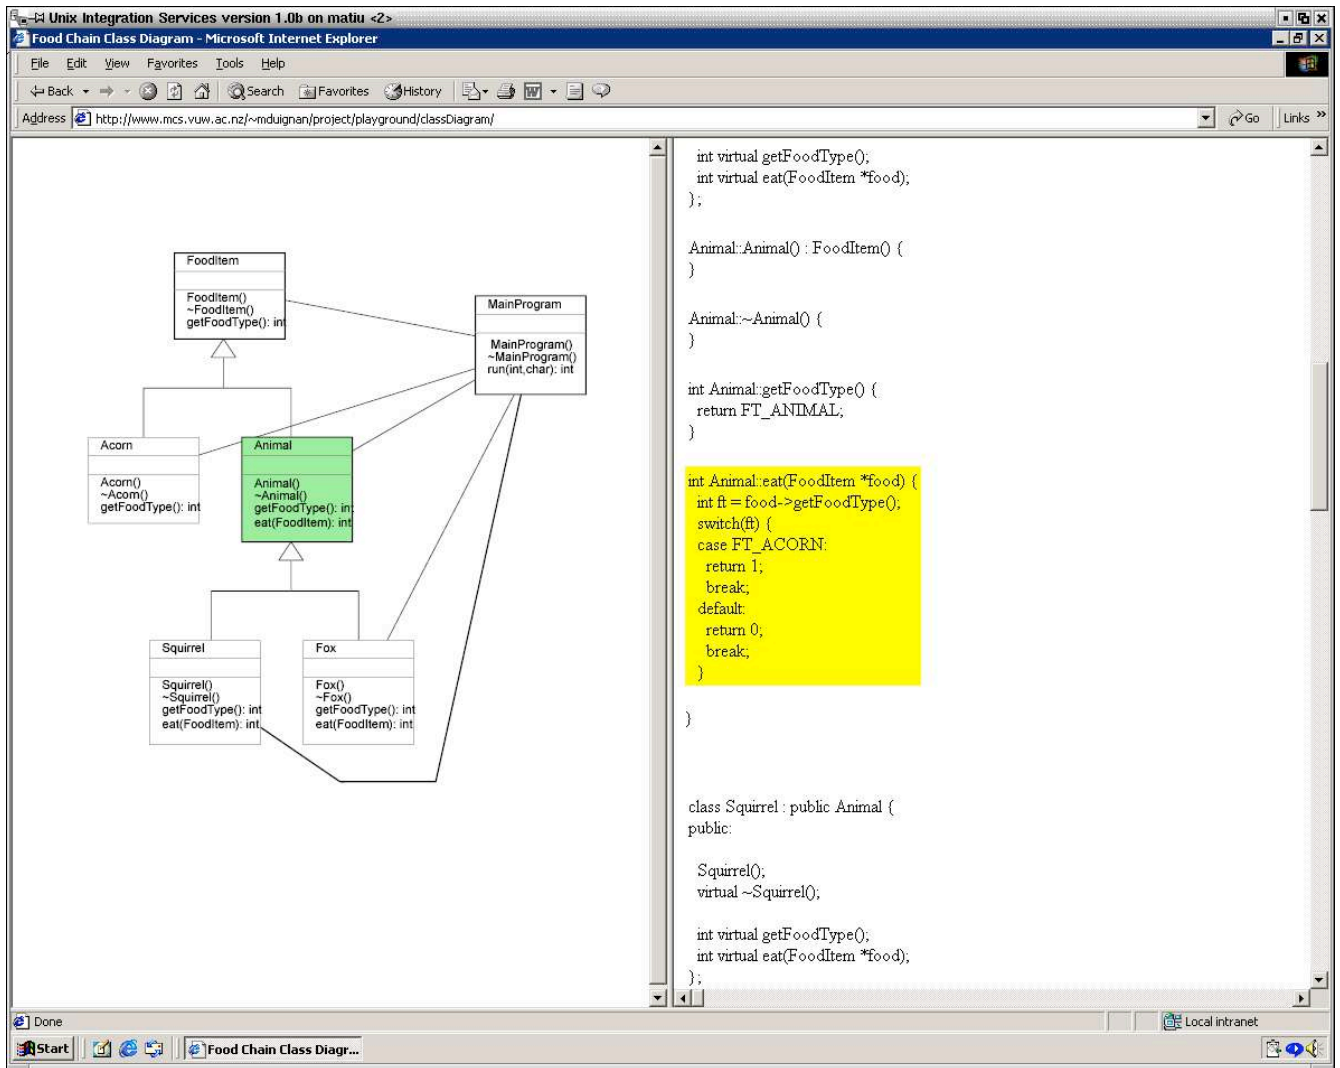 Unix Integration Services version 1.0b on matiu <2>
Food Chain Class Diagram - Microsoft Internet Explorer
File Edit View Favorites Tools Help
Back Search Favorites History
Address http://www.mcs.vuw.ac.nz/~mduignan/project/playground/classDiagram/ Go Links »
FoodItem
FoodItem()
~FoodItem()
getFoodType(): int
MainProgram
MainProgram()
~MainProgram()
run(int,char): int
Acorn
Acorn()
~Acorn()
getFoodType(): int
Animal
Animal()
~Animal()
getFoodType(): int
eat(FoodItem): int
Squirrel
Squirrel()
~Squirrel()
getFoodType(): int
eat(FoodItem): int
Fox
Fox()
~Fox()
getFoodType(): int
eat(FoodItem): int
int virtual getFoodType();
int virtual eat(FoodItem *food);
};
Animal::Animal() : FoodItem() {
}
Animal::~Animal() {
}
int Animal::getFoodType() {
return FT_ANIMAL;
}
int Animal::eat(FoodItem *food) {
int ft = food->getFoodType();
switch(ft) {
case FT_ACORN:
return 1;
break;
default:
return 0;
break;
}
}
class Squirrel : public Animal {
public:
Squirrel();
virtual ~Squirrel();
int virtual getFoodType();
int virtual eat(FoodItem *food);
};
Done Local intranet
Start Food Chain Class Diagr...